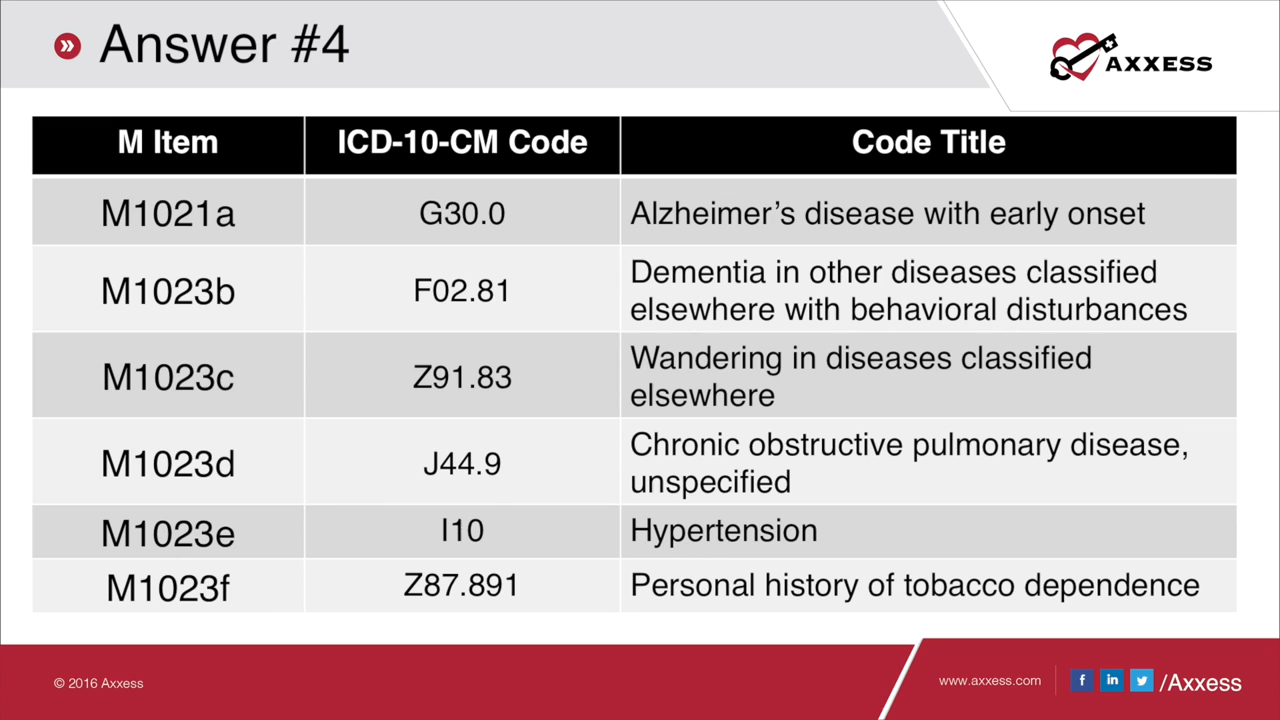 Answer #4
AXXESS
M Item ICD-10-CM Code Code Title
M1021a G30.0 Alzheimer’s disease with early onset
M1023b F02.81 Dementia in other diseases classified
elsewhere with behavioral disturbances
M1023c Z91.83 Wandering in diseases classified
elsewhere
M1023d J44.9 Chronic obstructive pulmonary disease,
unspecified
M1023e I10 Hypertension
M1023f Z87.891 Personal history of tobacco dependence
© 2016 Axxess
www.axxess.com f in /Axxess